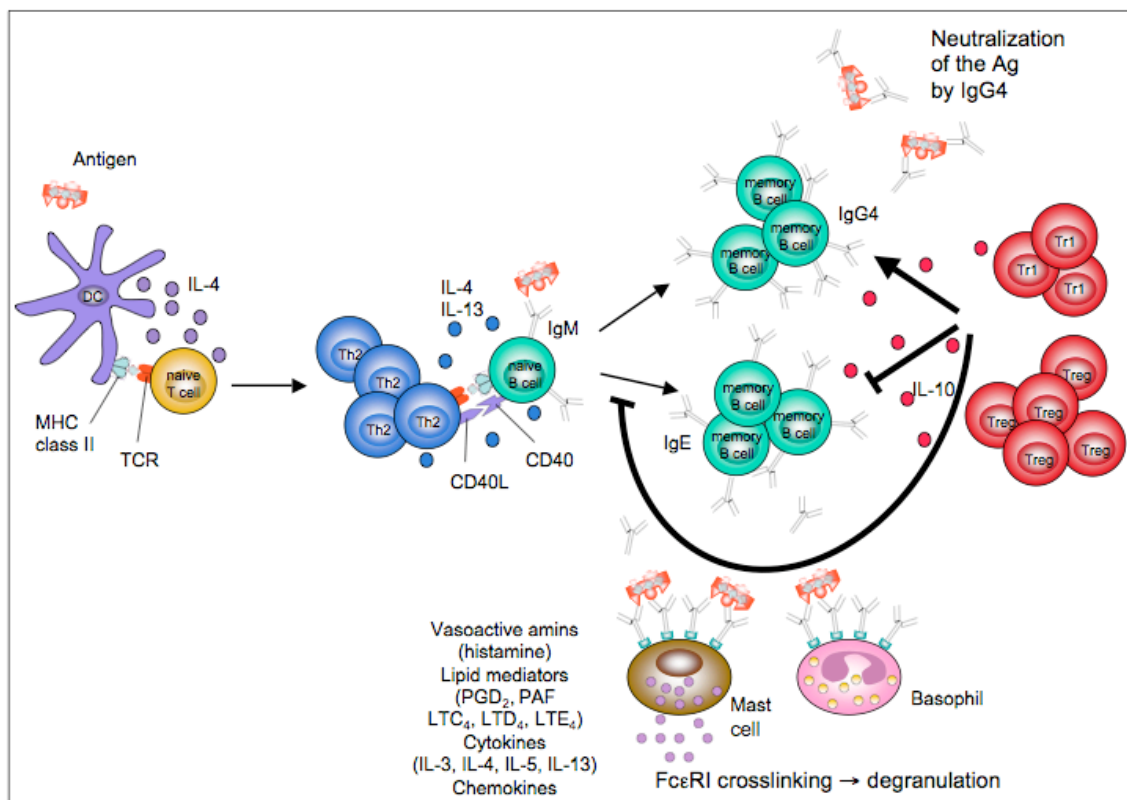 Neutralization
of the Ag
by IgG4
Antigen
DC
IL-4
naive
T cell
MHC
class II
TCR
Th2
Th2
Th2
Th2
IL-4
IL-13
IgM
naive
B cell
CD40L
CD40
memory
B cell
memory
B cell
memory
B cell
IgG4
memory
B cell
memory
B cell
memory
B cell
IgE
IL-10
Tr1
Tr1
Tr1
Treg
Treg
Treg
Treg
Treg
Vasoactive amins
(histamine)
Lipid mediators
(PGD₂, PAF
LTC₄, LTD₄, LTE₄)
Cytokines
(IL-3, IL-4, IL-5, IL-13)
Chemokines
Mast
cell
Basophil
FcεRI crosslinking → degranulation